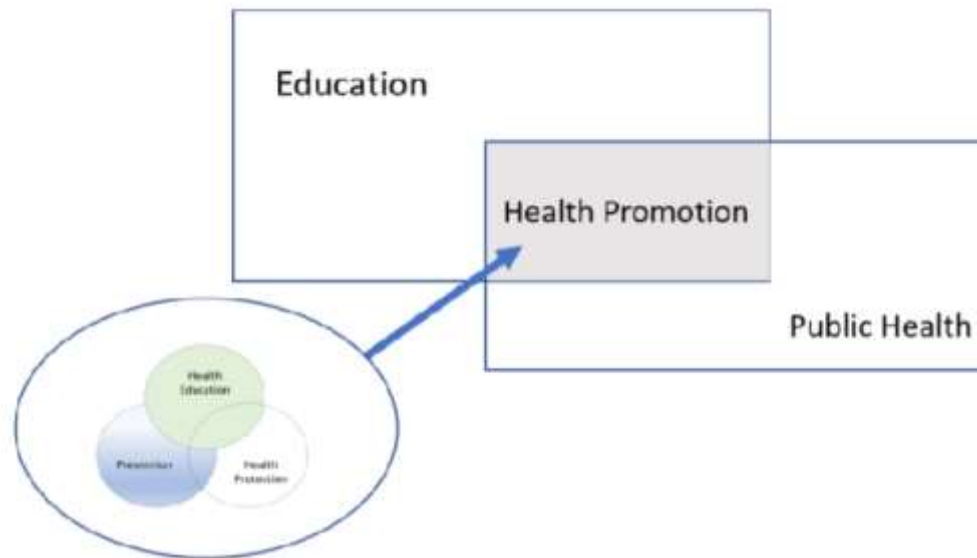 Education
Health Promotion
Public Health
Health
Education
Prevention
Health
Protection